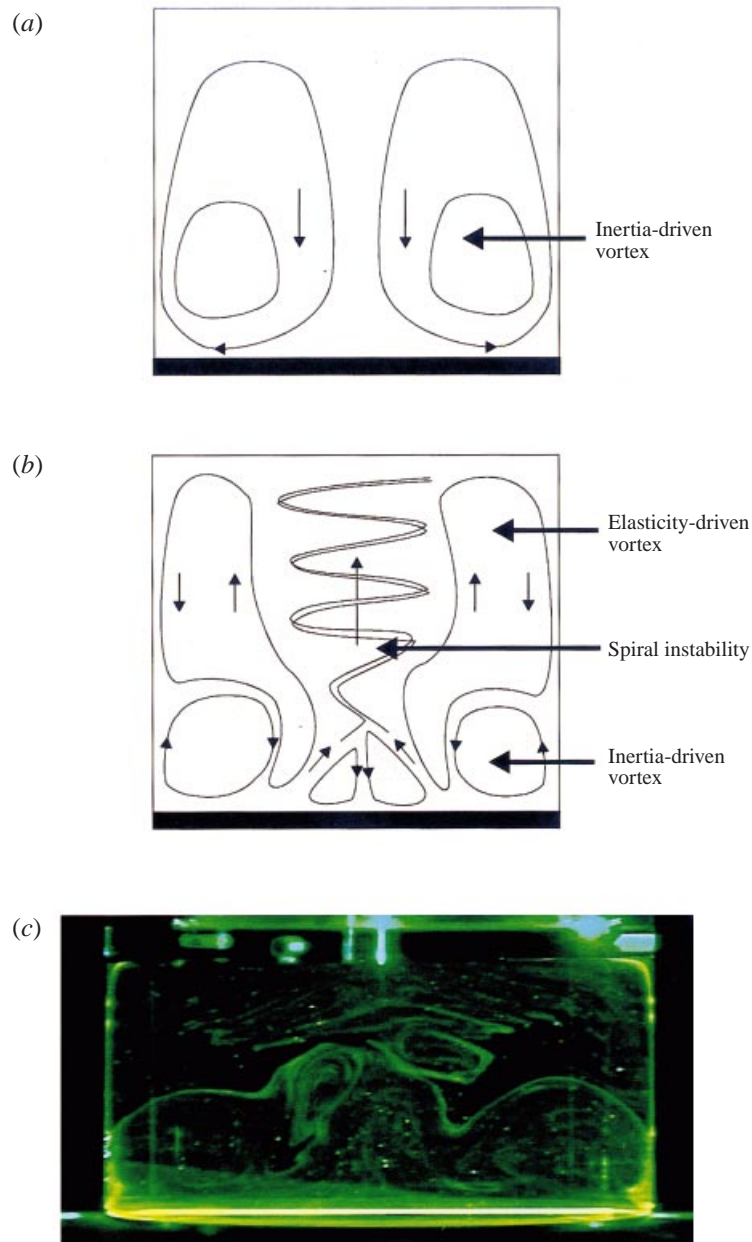 (a)
Inertia-driven
vortex
(b)
Elasticity-driven
vortex
Spiral instability
Inertia-driven
vortex
(c)